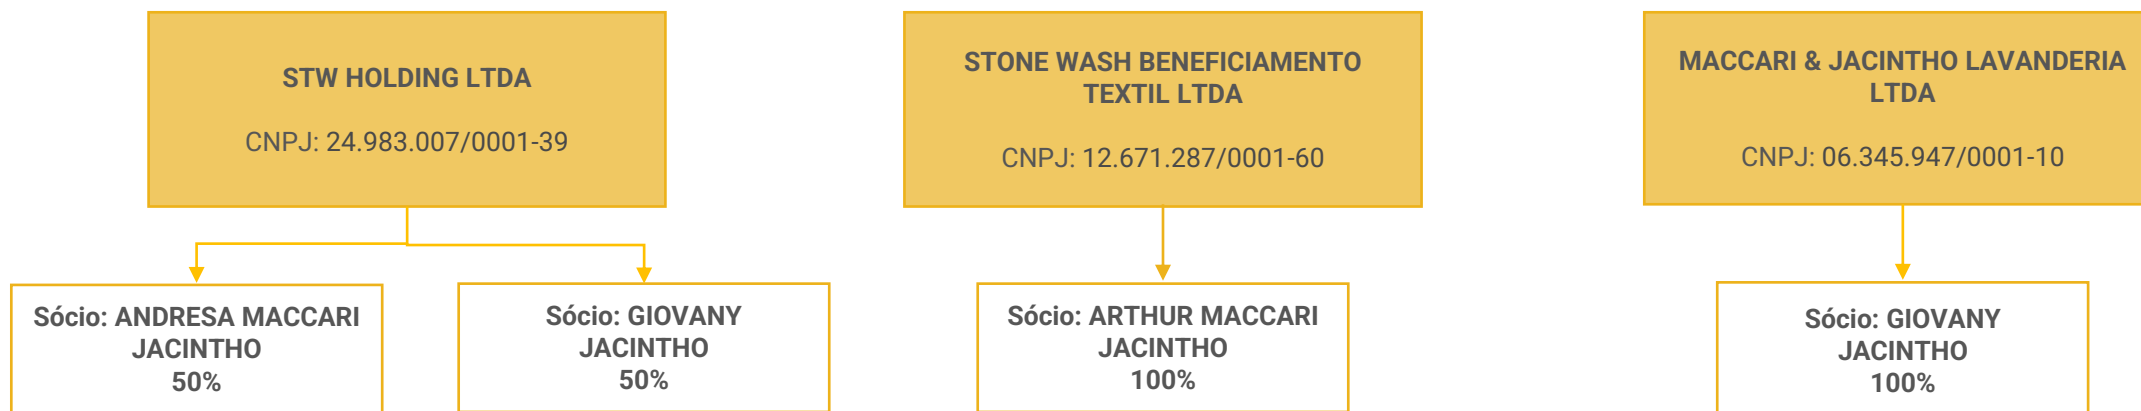 STW HOLDING LTDA
CNPJ: 24.983.007/0001-39
STONE WASH BENEFICIAMENTO
TEXTIL LTDA
CNPJ: 12.671.287/0001-60
MACCARI & JACINTHO LAVANDERIA
LTDA
CNPJ: 06.345.947/0001-10
Sócio: ANDRESA MACCARI
JACINTHO
50%
Sócio: GIOVANY
JACINTHO
50%
Sócio: ARTHUR MACCARI
JACINTHO
100%
Sócio: GIOVANY
JACINTHO
100%